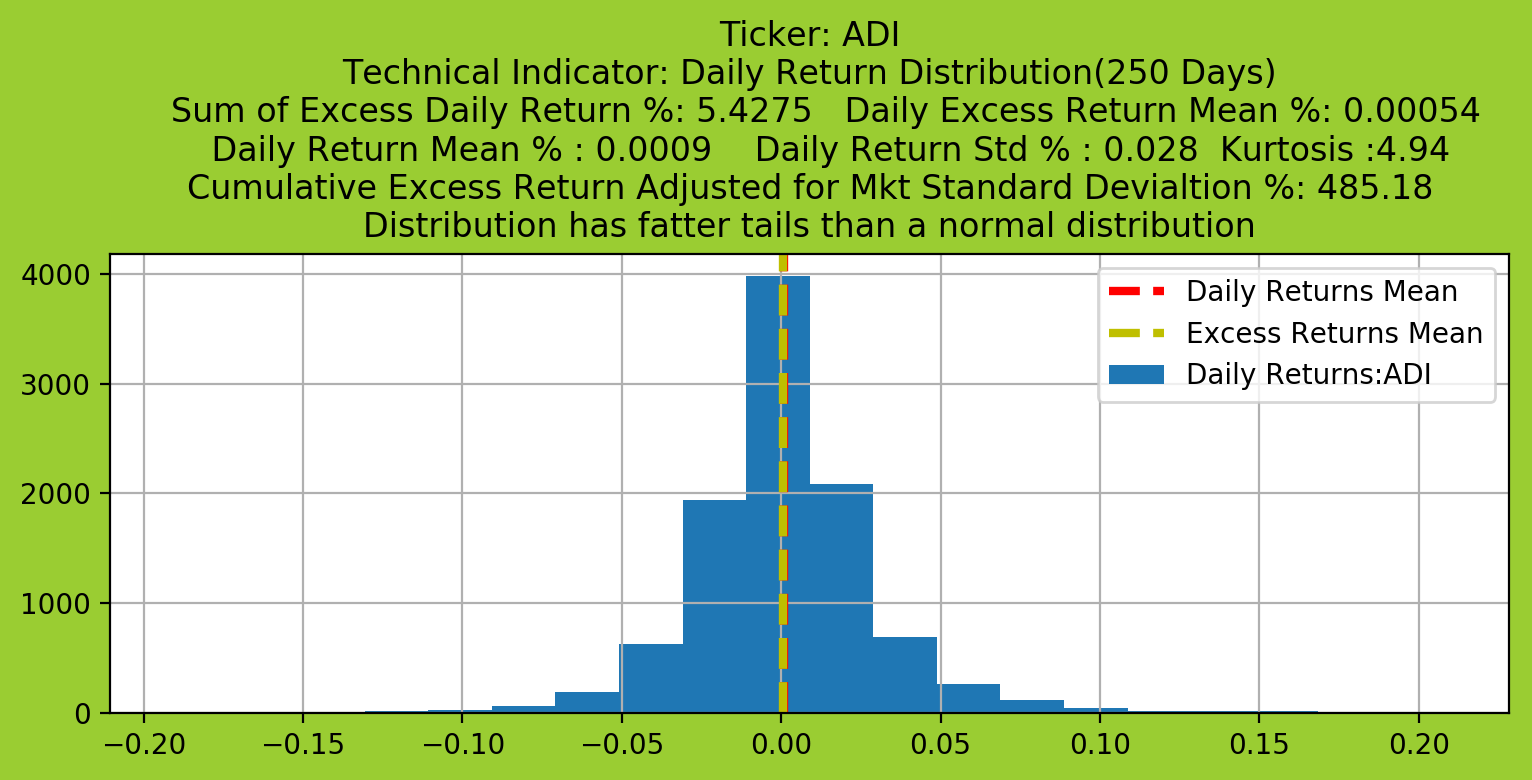 Ticker: ADI
Technical Indicator: Daily Return Distribution(250 Days)
Sum of Excess Daily Return %: 5.4275   Daily Excess Return Mean %: 0.00054
Daily Return Mean % : 0.0009    Daily Return Std % : 0.028  Kurtosis :4.94
Cumulative Excess Return Adjusted for Mkt Standard Devialtion %: 485.18
Distribution has fatter tails than a normal distribution
Daily Returns Mean
Excess Returns Mean
Daily Returns:ADI
4000
3000
2000
1000
0
−0.20 −0.15 −0.10 −0.05 0.00 0.05 0.10 0.15 0.20